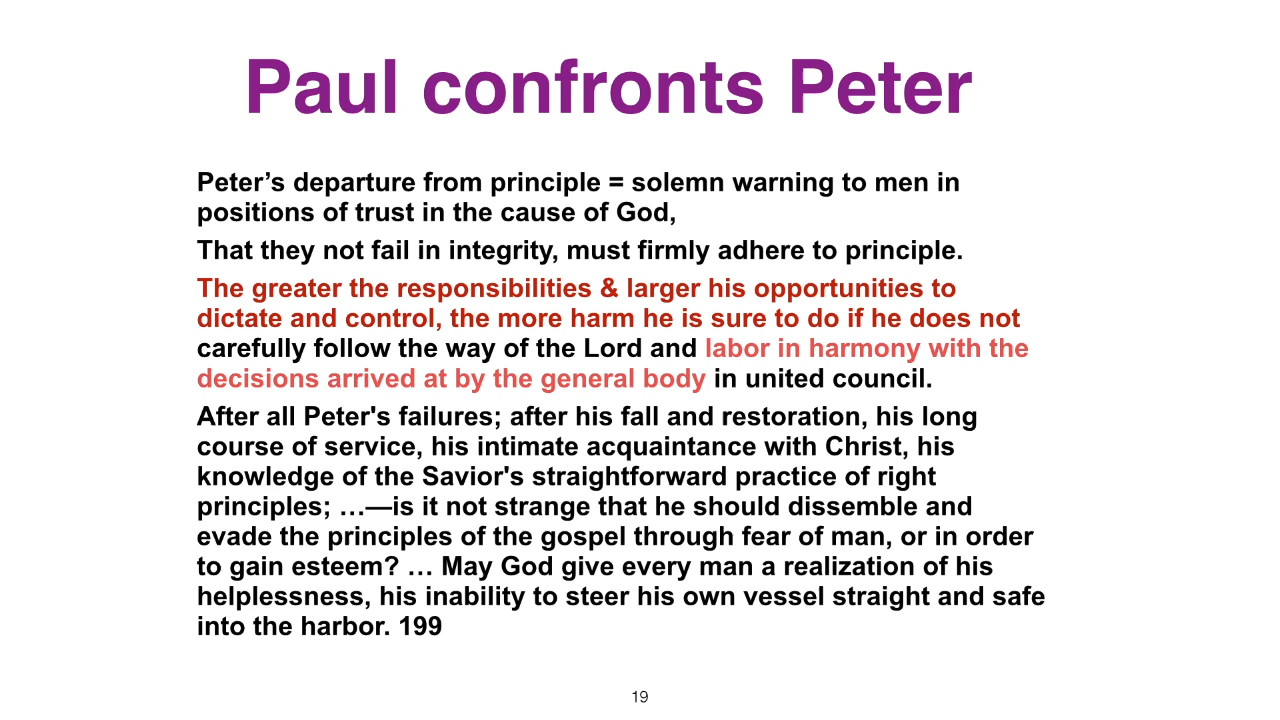 Paul confronts Peter
Peter’s departure from principle = solemn warning to men in
positions of trust in the cause of God,
That they not fail in integrity, must firmly adhere to principle.
The greater the responsibilities & larger his opportunities to
dictate and control, the more harm he is sure to do if he does not
carefully follow the way of the Lord and labor in harmony with the
decisions arrived at by the general body in united council.
After all Peter's failures; after his fall and restoration, his long
course of service, his intimate acquaintance with Christ, his
knowledge of the Savior's straightforward practice of right
principles; …—is it not strange that he should dissemble and
evade the principles of the gospel through fear of man, or in order
to gain esteem? … May God give every man a realization of his
helplessness, his inability to steer his own vessel straight and safe
into the harbor. 199
19